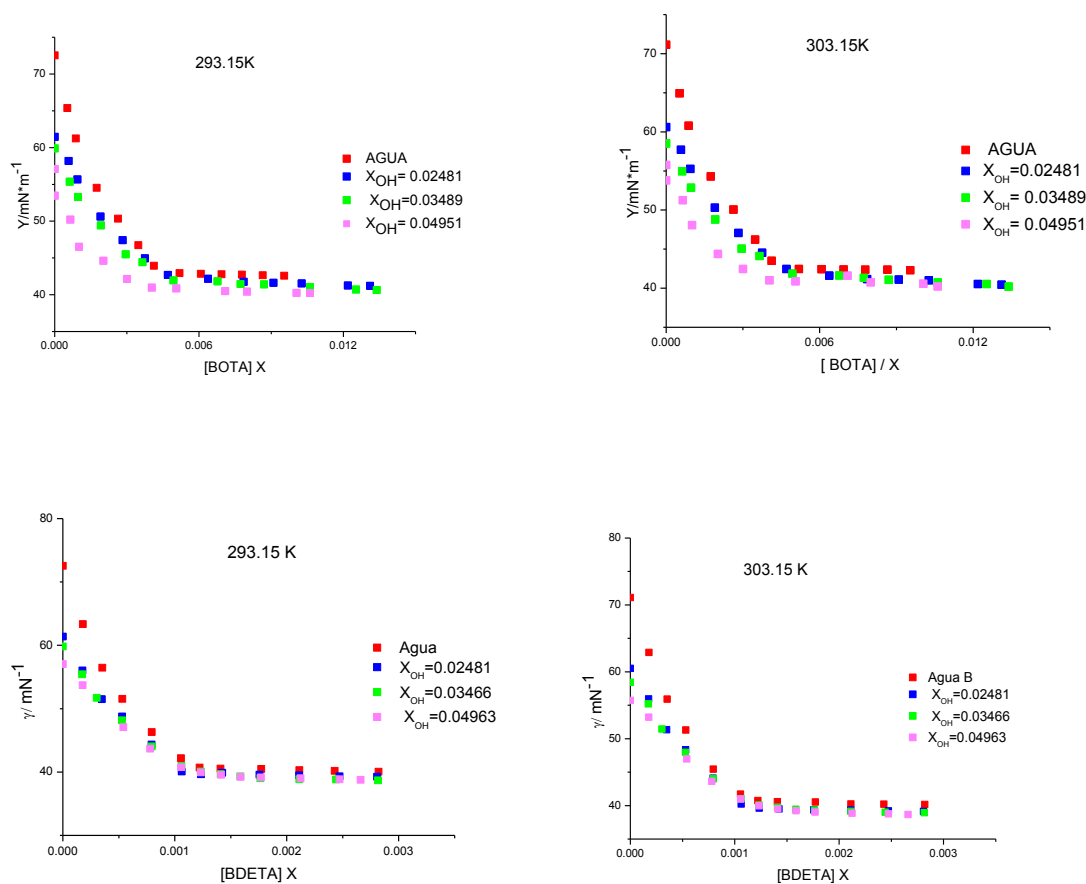 293.15K
70
60
50
40
Y/mN*m-1
AGUA
XOH= 0.02481
XOH=0.03489
XOH= 0.04951
0.000
0.006
0.012
[BOTA] X
303.15K
70
60
50
40
Y/mN*m-1
AGUA
XOH=0.02481
XOH= 0.03489
XOH= 0.04951
0.000
0.006
0.012
[ BOTA] / X
293.15 K
80
60
40
γ/ mN-1
Agua
XOH=0.02481
XOH=0.03466
XOH=0.04963
0.000
0.001
0.002
0.003
[BDETA] X
303.15 K
80
70
60
50
40
γ/ mN-1
Agua B
XOH=0.02481
XOH=0.03466
XOH=0.04963
0.000
0.001
0.002
0.003
[BDETA] X